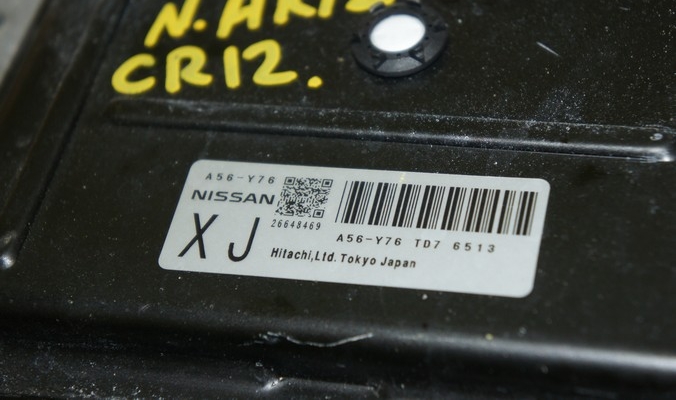 CR12.
A56-Y76
NISSAN
26648469
XJ
A56-Y76 TD7 6513
Hitachi,Ltd. Tokyo Japan